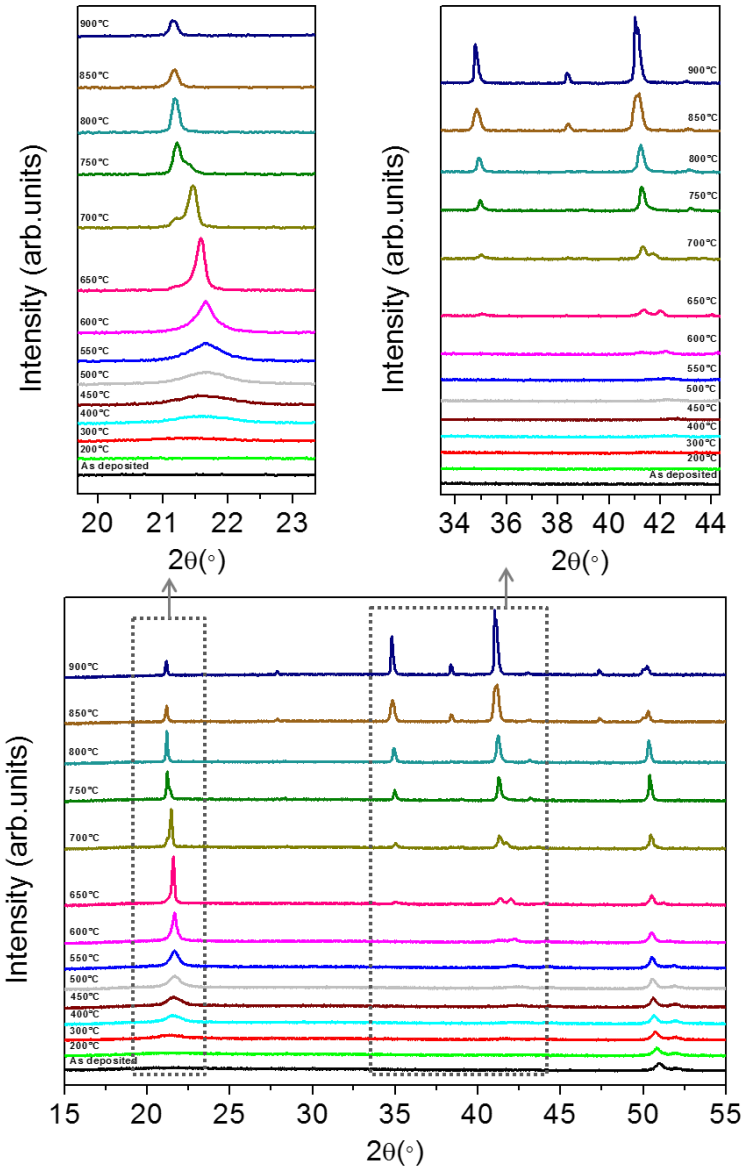 900°C
850°C
800°C
750°C
700°C
650°C
600°C
550°C
500°C
450°C
400°C
300°C
200°C
As deposited
Intensity (arb.units)
20 21 22 23
2θ(°)
900°C
850°C
800°C
750°C
700°C
650°C
600°C
550°C
500°C
450°C
400°C
300°C
200°C
As deposited
Intensity (arb.units)
34 36 38 40 42 44
2θ(°)
900°C
850°C
800°C
750°C
700°C
650°C
600°C
550°C
500°C
450°C
400°C
300°C
200°C
As deposited
Intensity (arb.units)
15 20 25 30 35 40 45 50 55
2θ(°)